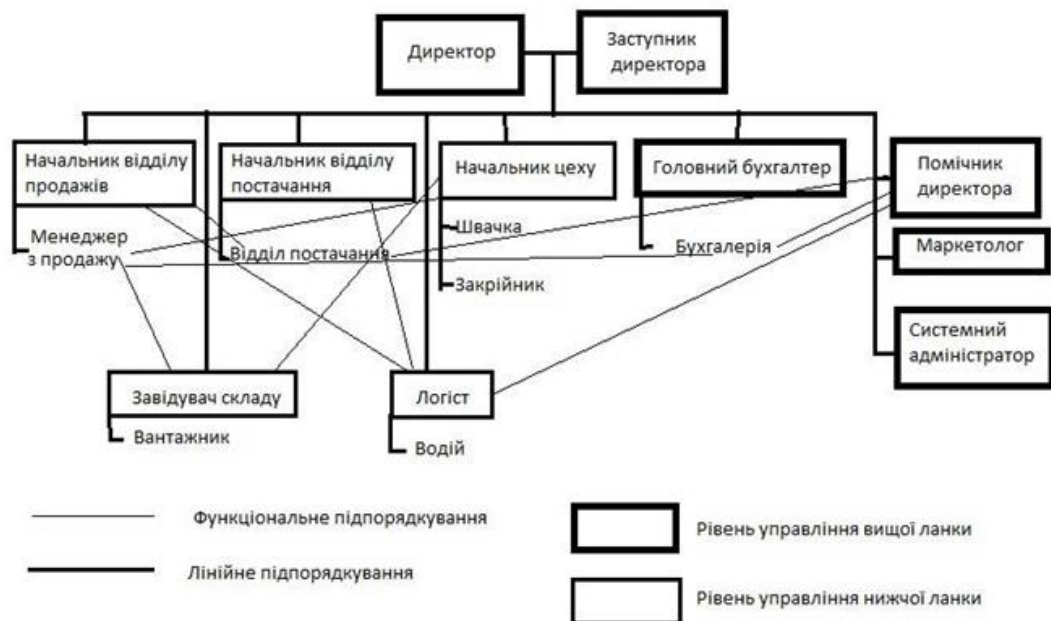 Директор
Заступник
директора
Начальник відділу
продажів
Начальник відділу
постачання
Начальник цеху
Головний бухгалтер
Помічник
директора
Менеджер
з продажу
Відділ постачання
Швачка
Закрійник
Бухгалерія
Маркетолог
Системний
адміністратор
Завідувач складу
Вантажник
Логіст
Водій
Функціональне підпорядкування
Лінійне підпорядкування
Рівень управління вищої ланки
Рівень управління нижчої ланки